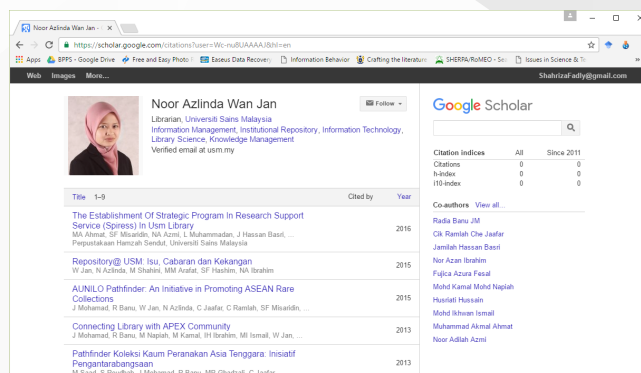 Noor Azlinda Wan Jan - G
https://scholar.google.com/citations?user=Wc-nu8UAAAAJ&hl=en
Apps BPPS - Google Drive Free and Easy Photo Easeus Data Recovery Information Behavior Crafting the literature SHERPA/RoMEO - Sea Issues in Science & Te
Web Images More... ShahrizaFadly@gmail.com
Noor Azlinda Wan Jan
Follow
Librarian, Universiti Sains Malaysia
Information Management, Institutional Repository, Information Technology,
Library Science, Knowledge Management
Verified email at usm.my
Title 1–9 Cited by Year
The Establishment Of Strategic Program In Research Support
Service (Spiress) In Usm Library
MA Ahmat, SF Misaridin, NA Azmi, L Muhammadan, J Hassan Basri, ...
Perpustakaan Hamzah Sendut, Universiti Sains Malaysia
2016
Repository@ USM: Isu, Cabaran dan Kekangan
W Jan, N Azlinda, M Shahini, MM Arafat, SF Hashim, NA Ibrahim
2015
AUNILO Pathfinder: An Initiative in Promoting ASEAN Rare
Collections
J Mohamad, R Banu, W Jan, N Azlinda, C Jaafar, C Ramlah, SF Misaridin, ...
2015
Connecting Library with APEX Community
J Mohamad, R Banu, M Napiah, M Kamal, IH Ibrahim, MI Ismail, W Jan, ...
2013
Pathfinder Koleksi Kaum Peranakan Asia Tenggara: Inisiatif
Pengantarabangsaan
2013
Google Scholar
Citation indices All Since 2011
Citations 0 0
h-index 0 0
i10-index 0 0
Co-authors View all...
Radia Banu JM
Cik Ramlah Che Jaafar
Jamilah Hassan Basri
Nor Azan Ibrahim
Fujica Azura Fesal
Mohd Kamal Mohd Napiah
Husriati Hussain
Mohd Ikhwan Ismail
Muhammad Akmal Ahmat
Noor Adilah Azmi